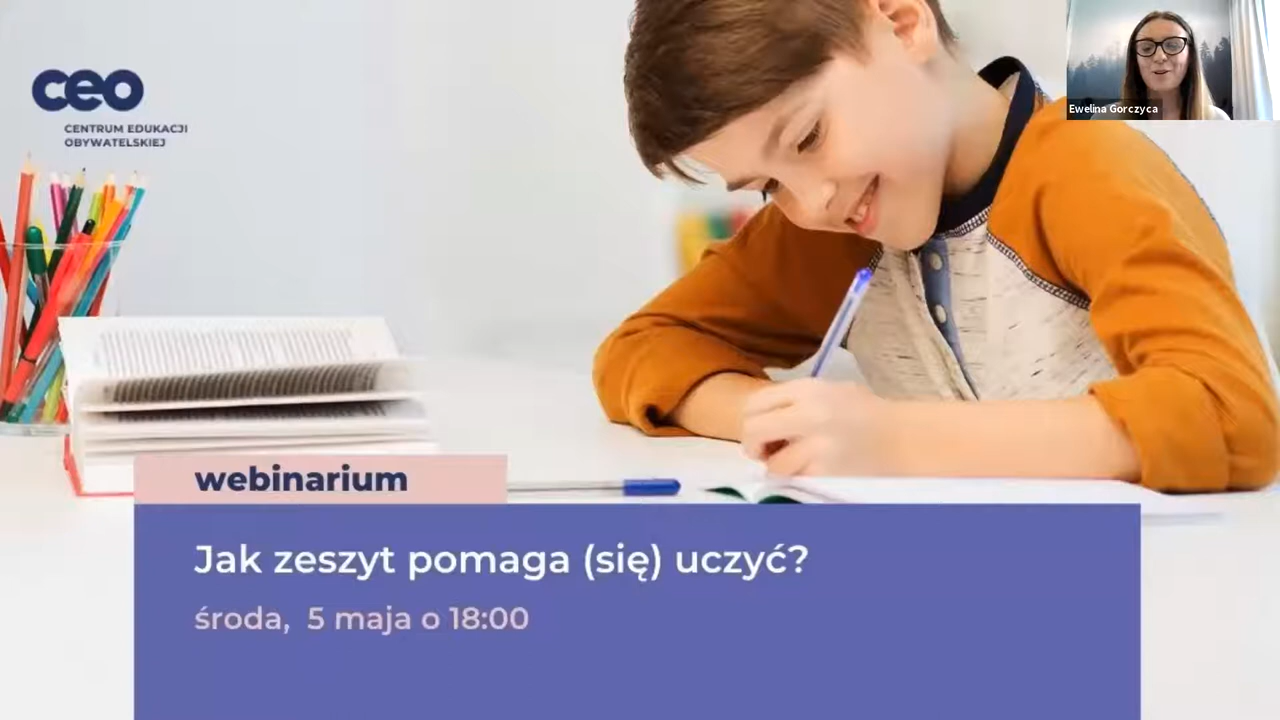 ceo
CENTRUM EDUKACJI
OBYWATELSKIEJ
Ewelina Gorczyca
webinarium
Jak zeszyt pomaga (się) uczyć?
środa, 5 maja o 18:00